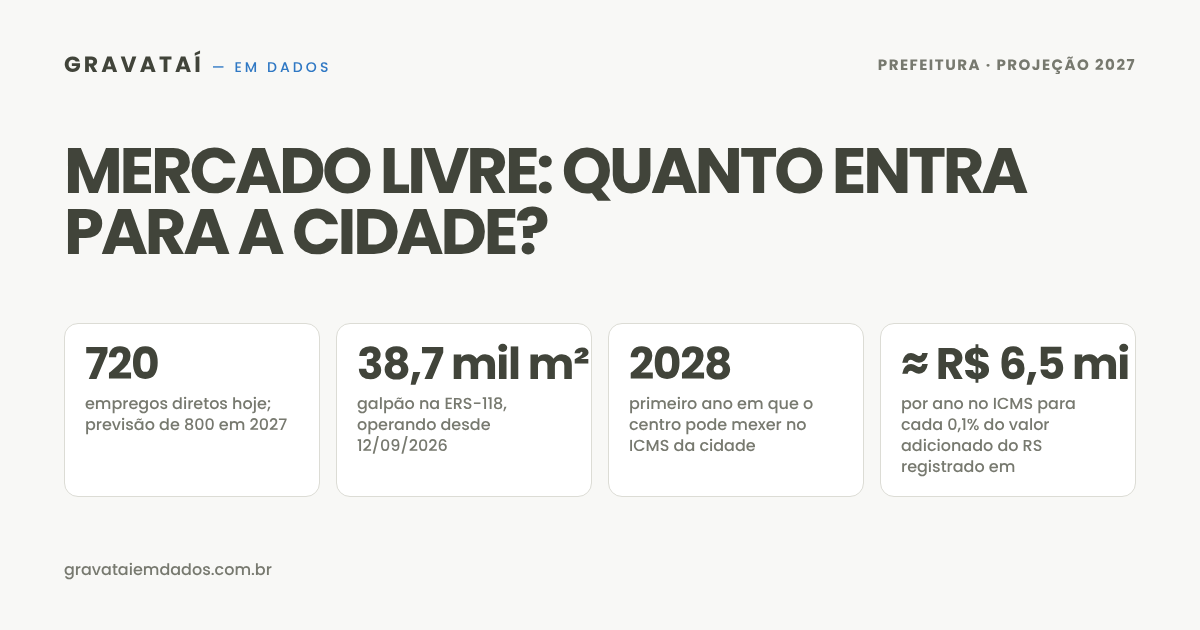 GRAVATAÍ — EM DADOS
PREFEITURA · PROJEÇÃO 2027
MERCADO LIVRE: QUANTO ENTRA
PARA A CIDADE?
720
empregos diretos hoje;
previsão de 800 em 2027
38,7 mil m²
galpão na ERS-118,
operando desde
12/09/2026
2028
primeiro ano em que o
centro pode mexer no
ICMS da cidade
≈ R$ 6,5 mi
por ano no ICMS para
cada 0,1% do valor
adicionado do RS
registrado em
gravataiemdados.com.br